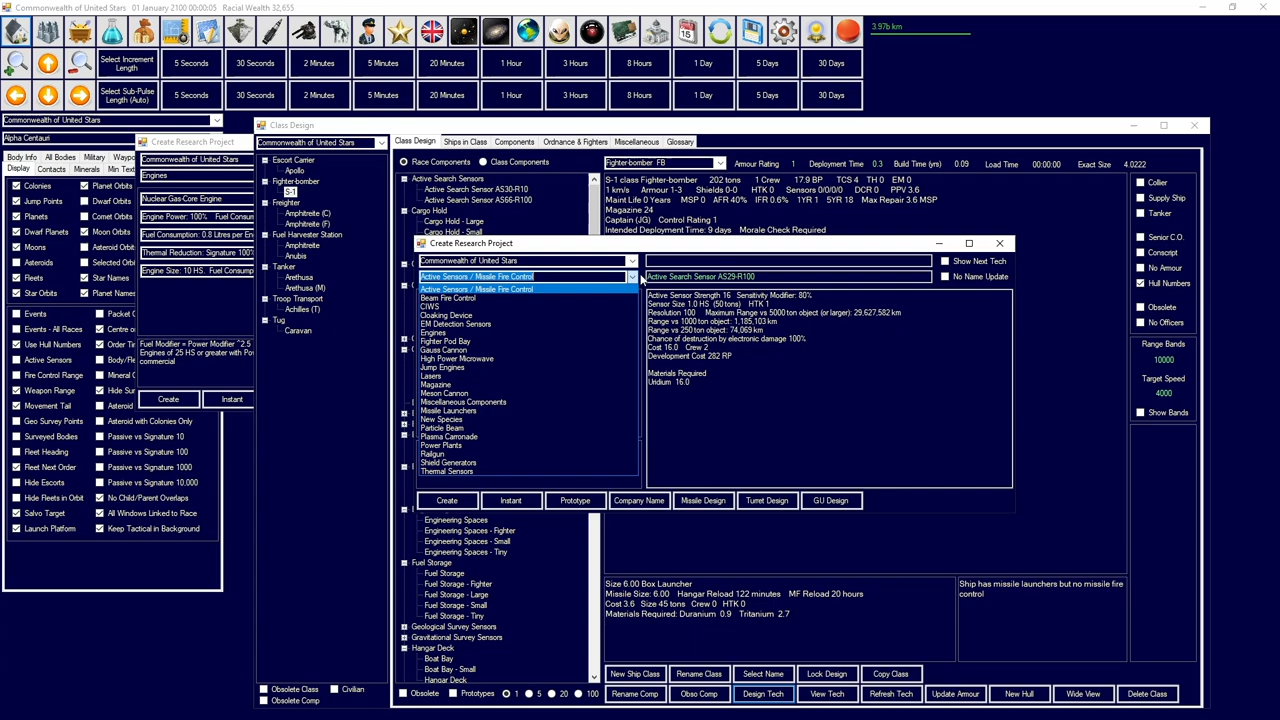 Commonwealth of United States   01 January 2100 00:00:05   Racial Wealth 32,655
3.97b km
Select Increment Length
5 Seconds
30 Seconds
2 Minutes
5 Minutes
20 Minutes
1 Hour
3 Hours
8 Hours
1 Day
5 Days
30 Days
Select Sub-Pulse Length (Auto)
5 Seconds
30 Seconds
2 Minutes
5 Minutes
20 Minutes
1 Hour
3 Hours
8 Hours
1 Day
5 Days
30 Days
Commonwealth of United States
Alpha Centauri
Body Info All Bodies Military Waypo
Display Contacts Minerals Min Text
Colonies Planet Orbits
Jump Points Dwarf Orbits
Planets Comet Orbits
Dwarf Planets Moon Orbits
Moons Asteroid Orbit
Asteroids Selected Orbi
Fleets Star Names
Star Orbits Planet Names
Events Packet C
Events - All Races Centre o
Use Hull Numbers Order Tir
Active Sensors Body/Fle
Fire Control Range Mineral C
Weapon Range Hide Sur
Movement Tail Asteroid
Geo Survey Points Asteroid with Colonies Only
Surveyed Bodies Passive vs Signature 10
Fleet Heading Passive vs Signature 100
Fleet Next Order Passive vs Signature 1000
Hide Escorts Passive vs Signature 10,000
Hide Fleets in Orbit No Child/Parent Overlaps
Salvo Target All Windows Linked to Race
Launch Platform Keep Tactical in Background
Create Research Project
Commonwealth of United States
Engines
Nuclear Gas-Core Engine
Engine Power: 100%   Fuel Consum
Fuel Consumption: 0.8 Litres per En
Thermal Reduction: Signature 100%
Engine Size: 10 HS.  Fuel Consump
Fuel Modifier = Power Modifier ^2.5
Engines of 25 HS or greater with Pow
commercial
Create Instant
Class Design
Commonwealth of United States
Escort Carrier
Apollo
Fighter-bomber
S-1
Freighter
Amphitreite (C)
Amphitreite (F)
Fuel Harvester Station
Amphitreite
Anubis
Tanker
Arethusa
Arethusa (M)
Troop Transport
Achilles (T)
Tug
Caravan
Obsolete Class Civilian
Obsolete Comp
Class Design Ships in Class Components Ordnance & Fighters Miscellaneous Glossary
Race Components Class Components
Fighter-bomber  FB
Armour Rating 1 Deployment Time 0.3 Build Time (yrs) 0.09 Load Time 00:00:00 Exact Size 4.0222
Active Search Sensors
Active Search Sensor AS30-R10
Active Search Sensor AS66-R100
Cargo Hold
Cargo Hold - Large
Cargo Hold - Small
S-1 class Fighter-bomber      202 tons       1 Crew       17.9 BP       TCS 4    TH 0    EM 0
1 km/s      Armour 1-3       Shields 0-0       HTK 0      Sensors 0/0/0/0      DCR 0      PPV 3.6
Maint Life 0 Years     MSP 0    AFR 40%    IFR 0.6%    1YR 1    5YR 18    Max Repair 3.6 MSP
Magazine 24
Captain (JG)    Control Rating 1
Intended Deployment Time: 9 days    Morale Check Required
Collier
Supply Ship
Tanker
Senior C.O.
Conscript
No Armour
Hull Numbers
Obsolete
No Officers
Range Bands
10000
Target Speed
4000
Show Bands
Create Research Project
Commonwealth of United States
Show Next Tech
Active Sensors / Missile Fire Control
Active Search Sensor AS29-R100
No Name Update
Active Sensors / Missile Fire Control
Beam Fire Control
CIWS
Cloaking Device
EM Detection Sensors
Engines
Fighter Pod Bay
Gauss Cannon
High Power Microwave
Jump Engines
Lasers
Magazine
Meson Cannon
Miscellaneous Components
Missile Launchers
New Species
Particle Beam
Plasma Carronade
Power Plants
Railgun
Shield Generators
Thermal Sensors
Active Sensor Strength 16   Sensitivity Modifier: 80%
Sensor Size 1.0 HS  (50 tons)    HTK 1
Resolution 100    Maximum Range vs 5000 ton object (or larger): 29,627,582 km
Range vs 1000 ton object: 1,185,103 km
Range vs 250 ton object: 74,069 km
Chance of destruction by electronic damage 100%
Cost 16.0   Crew 2
Development Cost 282 RP
Materials Required
Uridium  16.0
Create Instant Prototype Company Name Missile Design Turret Design GU Design
Engineering Spaces
Engineering Spaces - Fighter
Engineering Spaces - Small
Engineering Spaces - Tiny
Fuel Storage
Fuel Storage
Fuel Storage - Fighter
Fuel Storage - Large
Fuel Storage - Small
Fuel Storage - Tiny
Geological Survey Sensors
Gravitational Survey Sensors
Hangar Deck
Boat Bay
Boat Bay - Small
Hangar Deck
Size 6.00 Box Launcher
Missile Size: 6.00    Hangar Reload 122 minutes    MF Reload 20 hours
Cost 3.6   Size 45 tons   Crew 0    HTK 0
Materials Required: Duranium  0.9   Tritanium  2.7
Ship has missile launchers but no missile fire
control
New Ship Class Rename Class Select Name Lock Design Copy Class
Obsolete Prototypes 1 5 20 100
Rename Comp Obso Comp Design Tech View Tech Refresh Tech Update Armour New Hull Wide View Delete Class